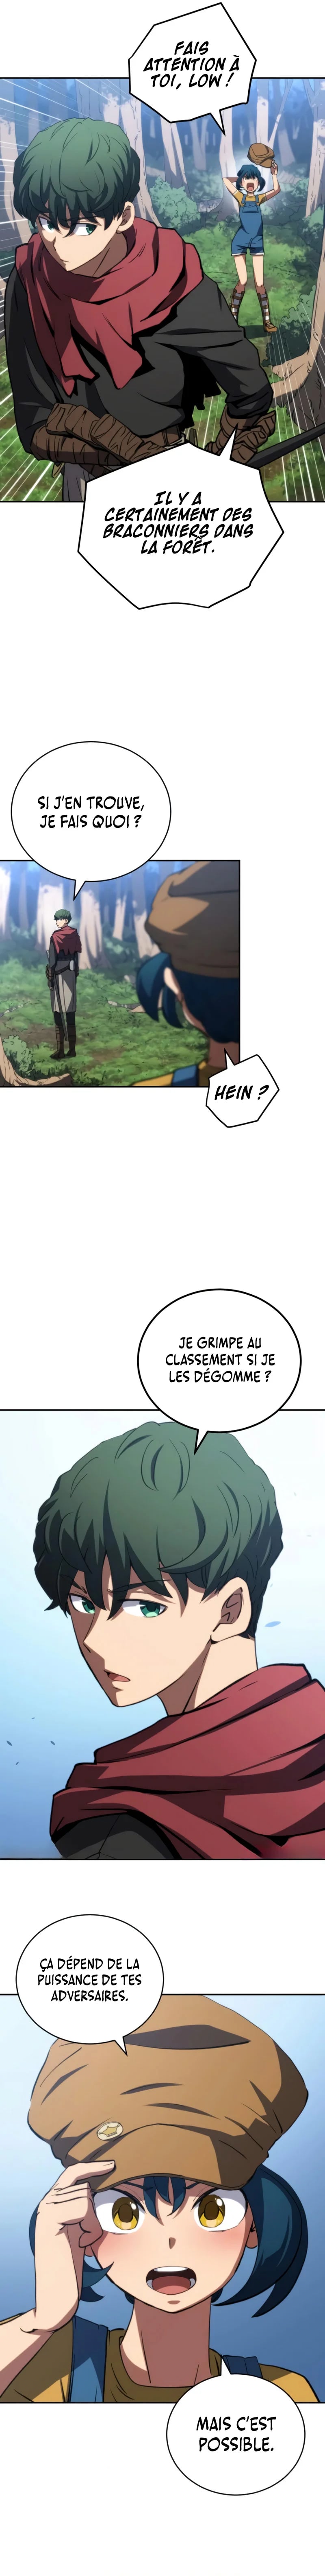 FAIS
ATTENTION À
TOI, LOW !
IL Y A
CERTAINEMENT DES
BRACONNIERS DANS
LA FORÊT.
SI J'EN TROUVE,
JE FAIS QUOI ?
HEIN ?
JE GRIMPE AU
CLASSEMENT SI JE
LES DÉGOMME ?
ÇA DÉPEND DE LA
PUISSANCE DE TES
ADVERSAIRES.
MAIS C'EST
POSSIBLE.